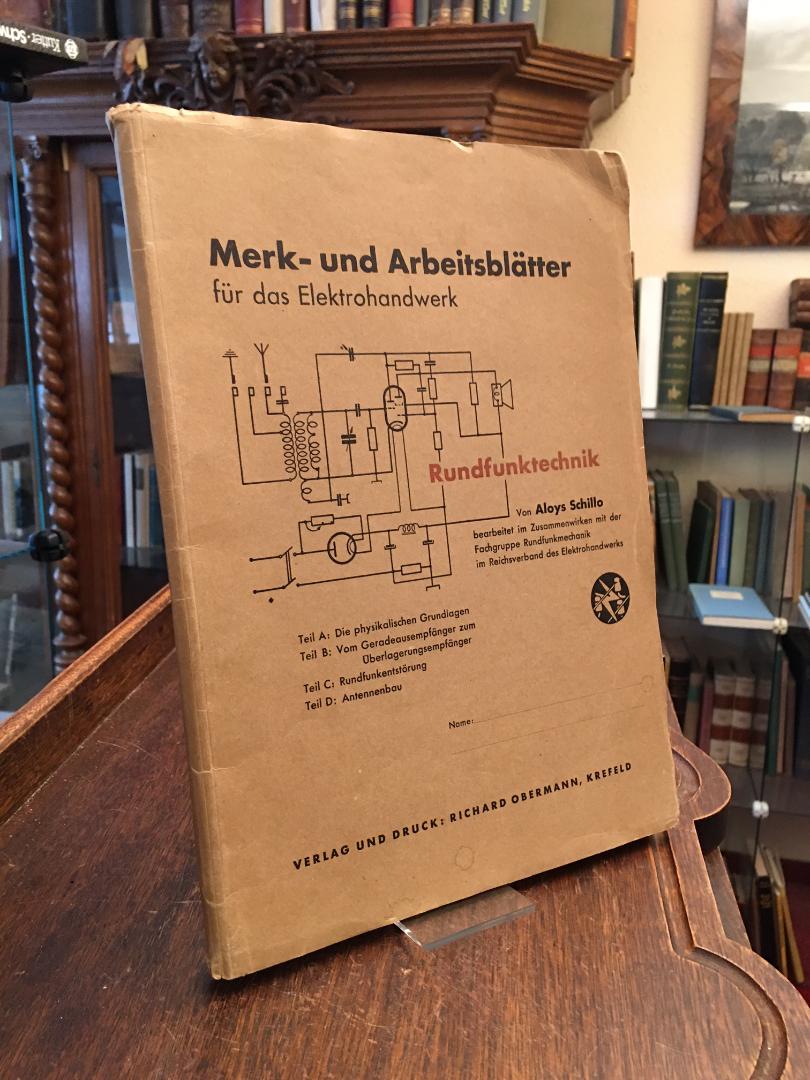 Kutter-Schw
Merk- und Arbeitsblätter
für das Elektrohandwerk
Rundfunktechnik
Von Aloys Schillo
bearbeitet im Zusammenwirken mit der
Fachgruppe Rundfunkmechanik
im Reichsverband des Elektrohandwerks
Teil A: Die physikalischen Grundlagen
Teil B: Vom Geradeausempfänger zum
Überlagerungsempfänger
Teil C: Rundfunkentstörung
Teil D: Antennenbau
Name:
VERLAG UND DRUCK: RICHARD OBERMANN, KREFELD